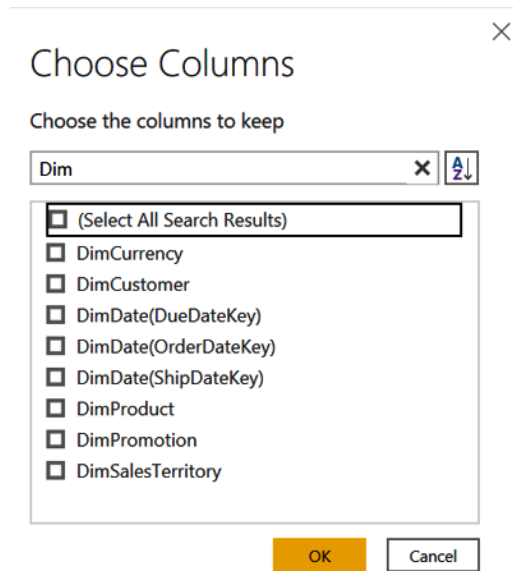 Choose Columns
Choose the columns to keep
Dim
(Select All Search Results)
DimCurrency
DimCustomer
DimDate(DueDateKey)
DimDate(OrderDateKey)
DimDate(ShipDateKey)
DimProduct
DimPromotion
DimSalesTerritory
OK Cancel